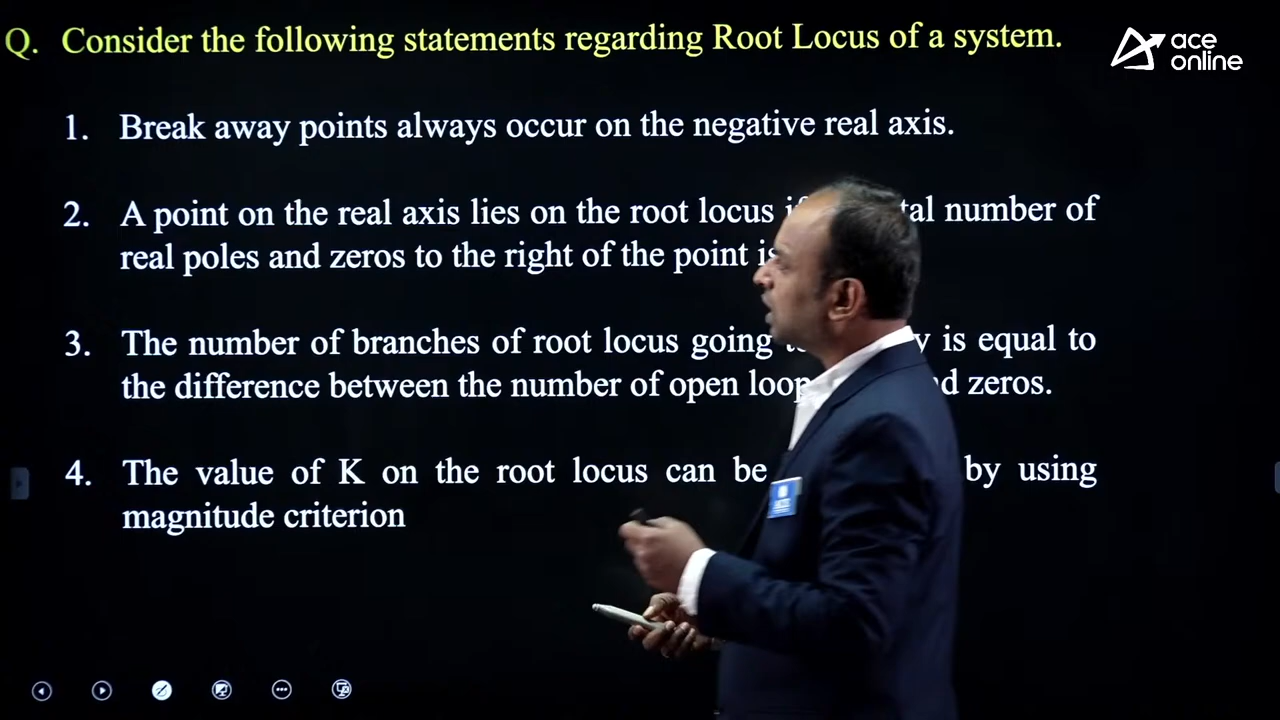 Q. Consider the following statements regarding Root Locus of a system.
ace
online
1. Break away points always occur on the negative real axis.
2. A point on the real axis lies on the root locus number of
real poles and zeros to the right of the point
3. The number of branches of root locus going is equal to
the difference between the number of open loop zeros.
4. The value of K on the root locus can be by using
magnitude criterion